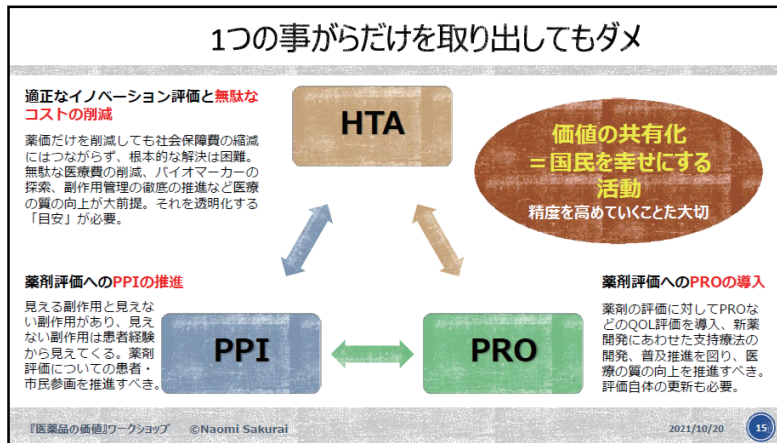 1つの事がらだけを取り出してもダメ
適正なイノベーション評価と無駄な
コストの削減
薬価だけを削減しても社会保障費の縮減
にはつながらず、根本的な解決は困難。
無駄な医療費の削減、バイオマーカーの
探索、副作用管理の徹底の推進など医療
の質の向上が大前提。それを透明化する
「目安」が必要。
HTA
価値の共有化
＝国民を幸せにする
活動
精度を高めていくことた大切
薬剤評価へのPPIの推進
見える副作用と見えな
い副作用があり、見え
ない副作用は患者経験
から見えてくる。薬剤
評価についての患者・
市民参画を推進すべき。
PPI
PRO
薬剤評価へのPROの導入
薬剤の評価に対してPROな
どのQOL評価を導入、新薬
開発にあわせた支持療法の
開発、普及推進を図り、医
療の質の向上を推進すべき。
評価自体の更新も必要。
『医薬品の価値』ワークショップ ©Naomi Sakurai
2021/10/20
15